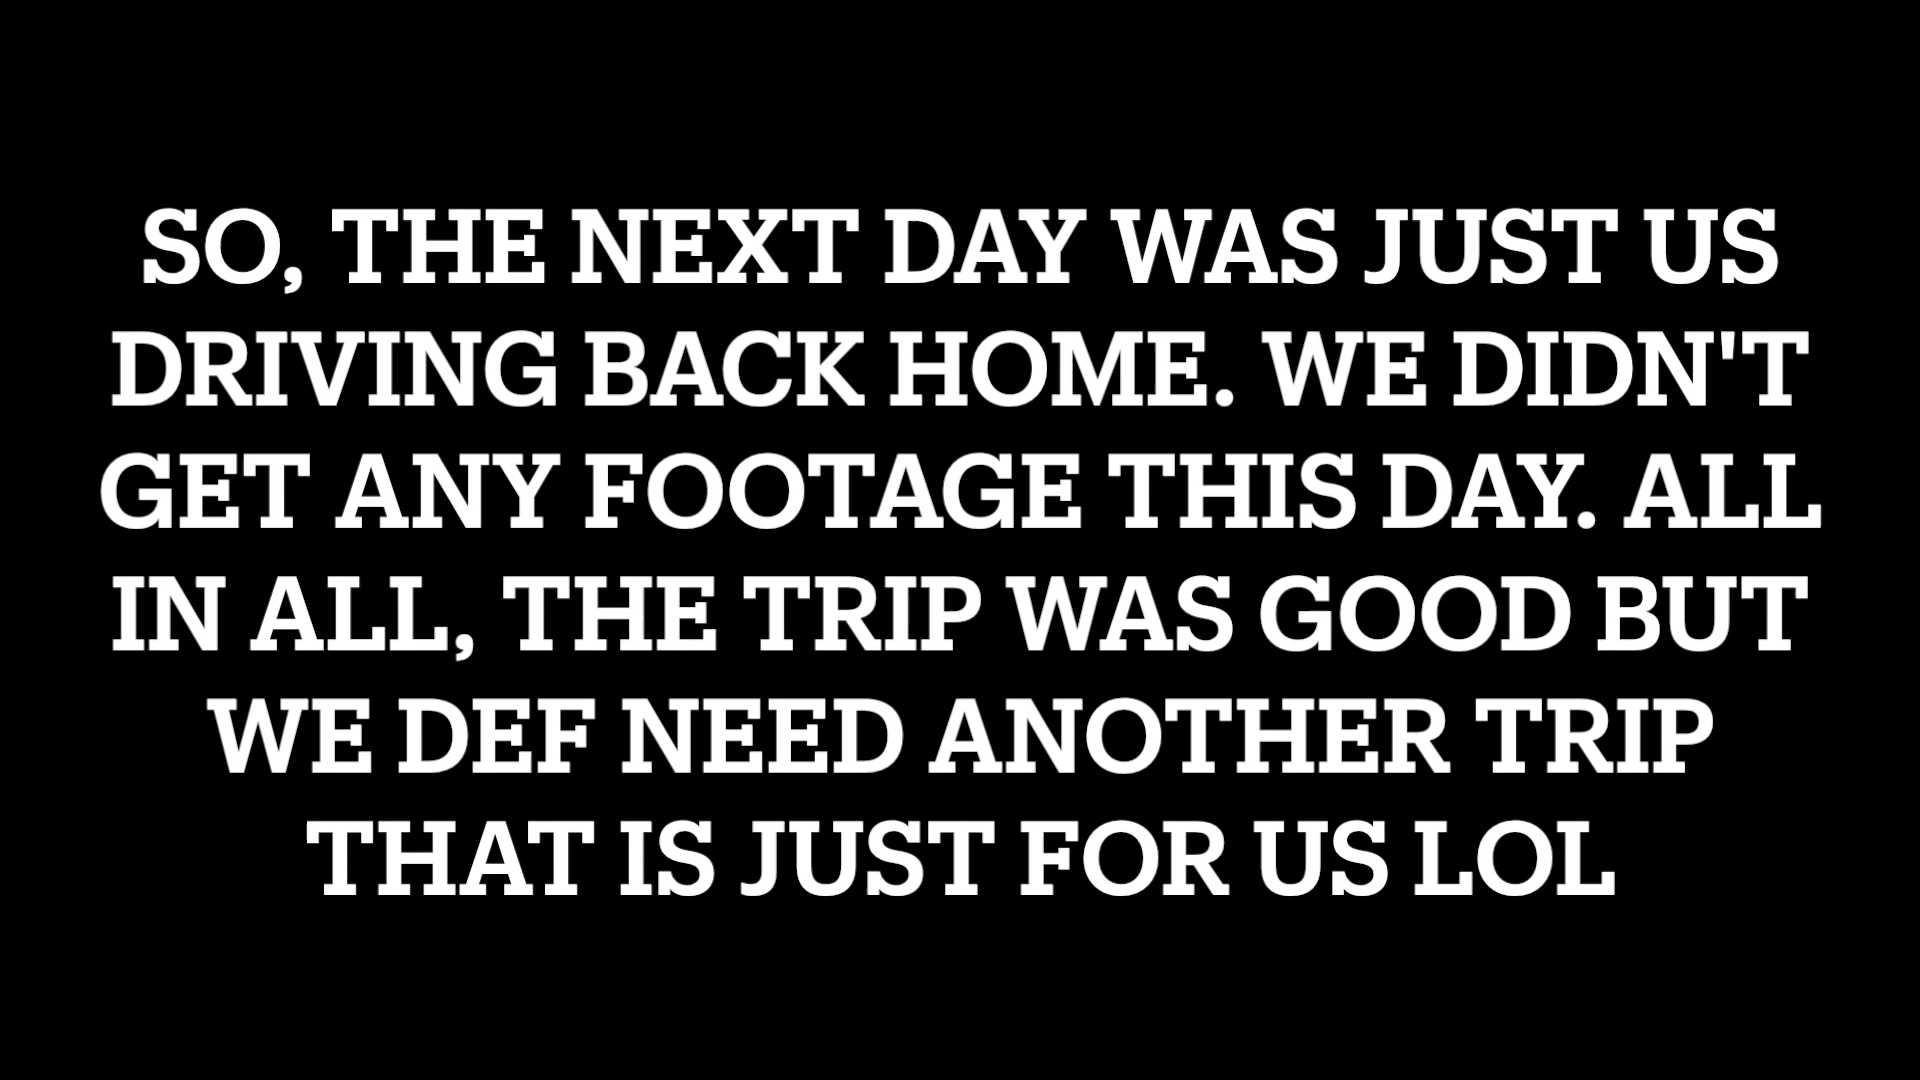 SO, THE NEXT DAY WAS JUST US
DRIVING BACK HOME. WE DIDN'T
GET ANY FOOTAGE THIS DAY. ALL
IN ALL, THE TRIP WAS GOOD BUT
WE DEF NEED ANOTHER TRIP
THAT IS JUST FOR US LOL